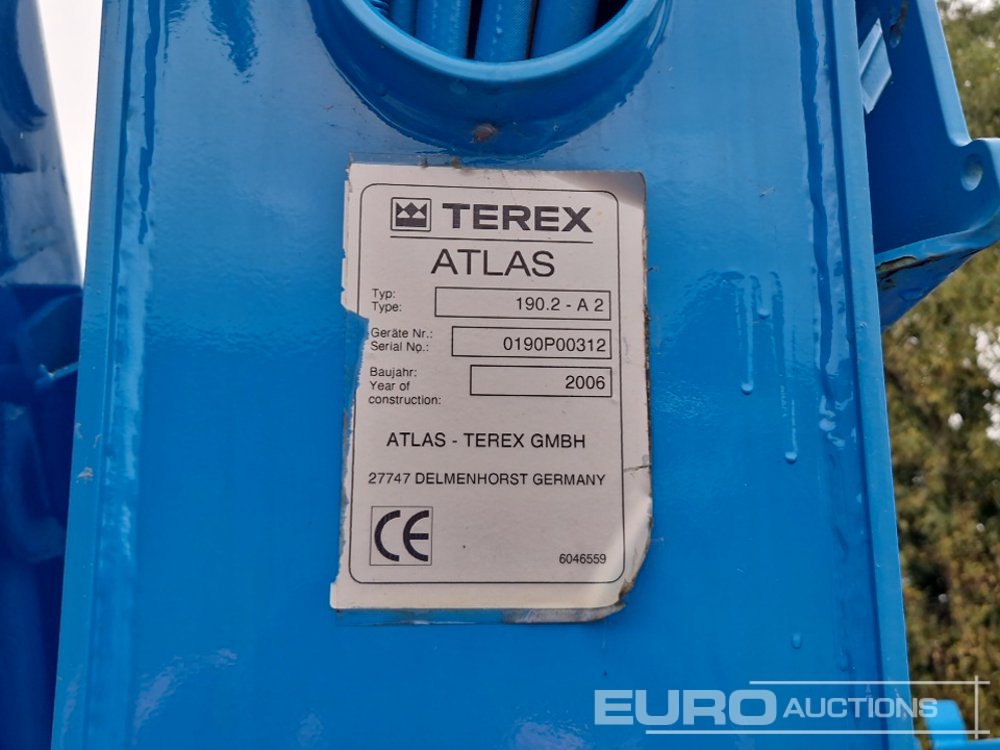 TEREX
ATLAS
Typ:
Type:
190.2 - A 2
Geräte Nr.:
Serial No.:
0190P00312
Baujahr:
Year of
construction:
2006
ATLAS - TEREX GMBH
27747 DELMENHORST GERMANY
CE
6046559
EURO AUCTIONS